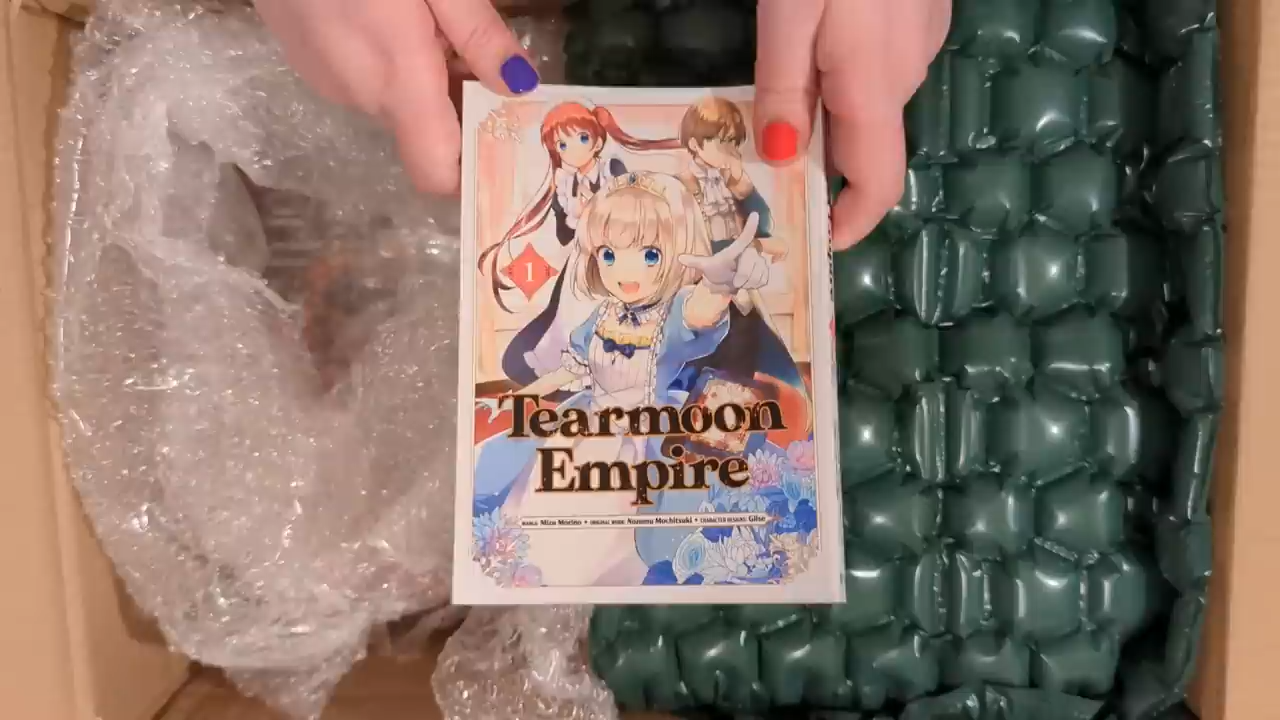 1
Tearmoon
Empire
MANGA: Mizu Morino • ORIGINAL WORK: Nozomu Mochitsuki • CHARACTER DESIGNS: Gilse